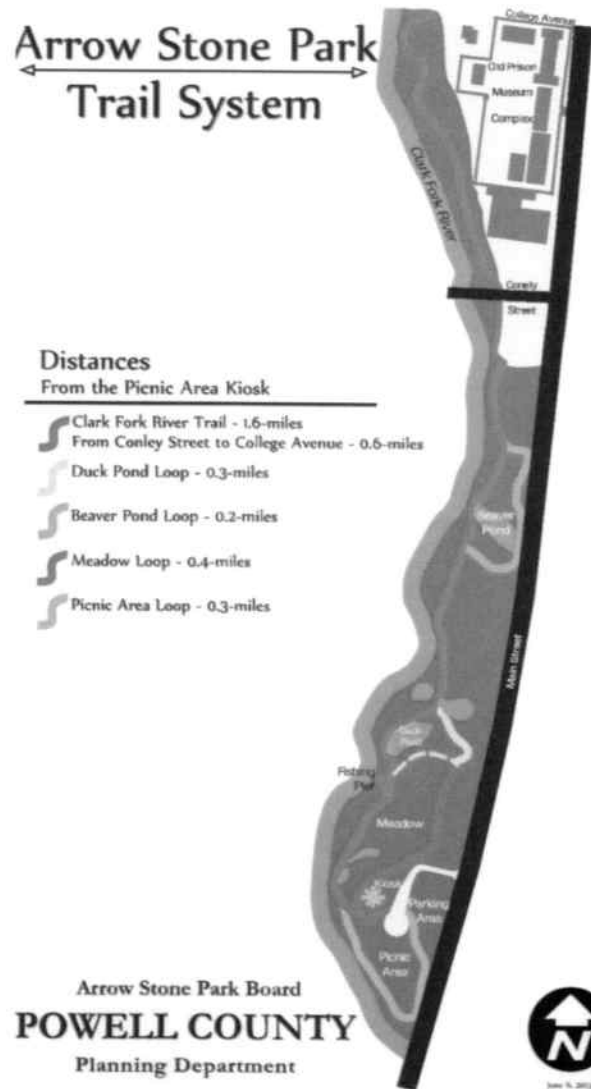 Arrow Stone Park
Trail System
College Avenue
Old Prison
Museum
Complex
Clark Fork River
Conely
Street
Distances
From the Picnic Area Kiosk
Clark Fork River Trail - 1.6-miles
From Conley Street to College Avenue - 0.6-miles
Duck Pond Loop - 0.3-miles
Beaver Pond Loop - 0.2-miles
Meadow Loop - 0.4-miles
Picnic Area Loop - 0.3-miles
Beaver
Pond
Main Street
Fishing
Pier
Meadow
Kiosk
Parking
Area
Picnic
Area
Arrow Stone Park Board
POWELL COUNTY
Planning Department
N